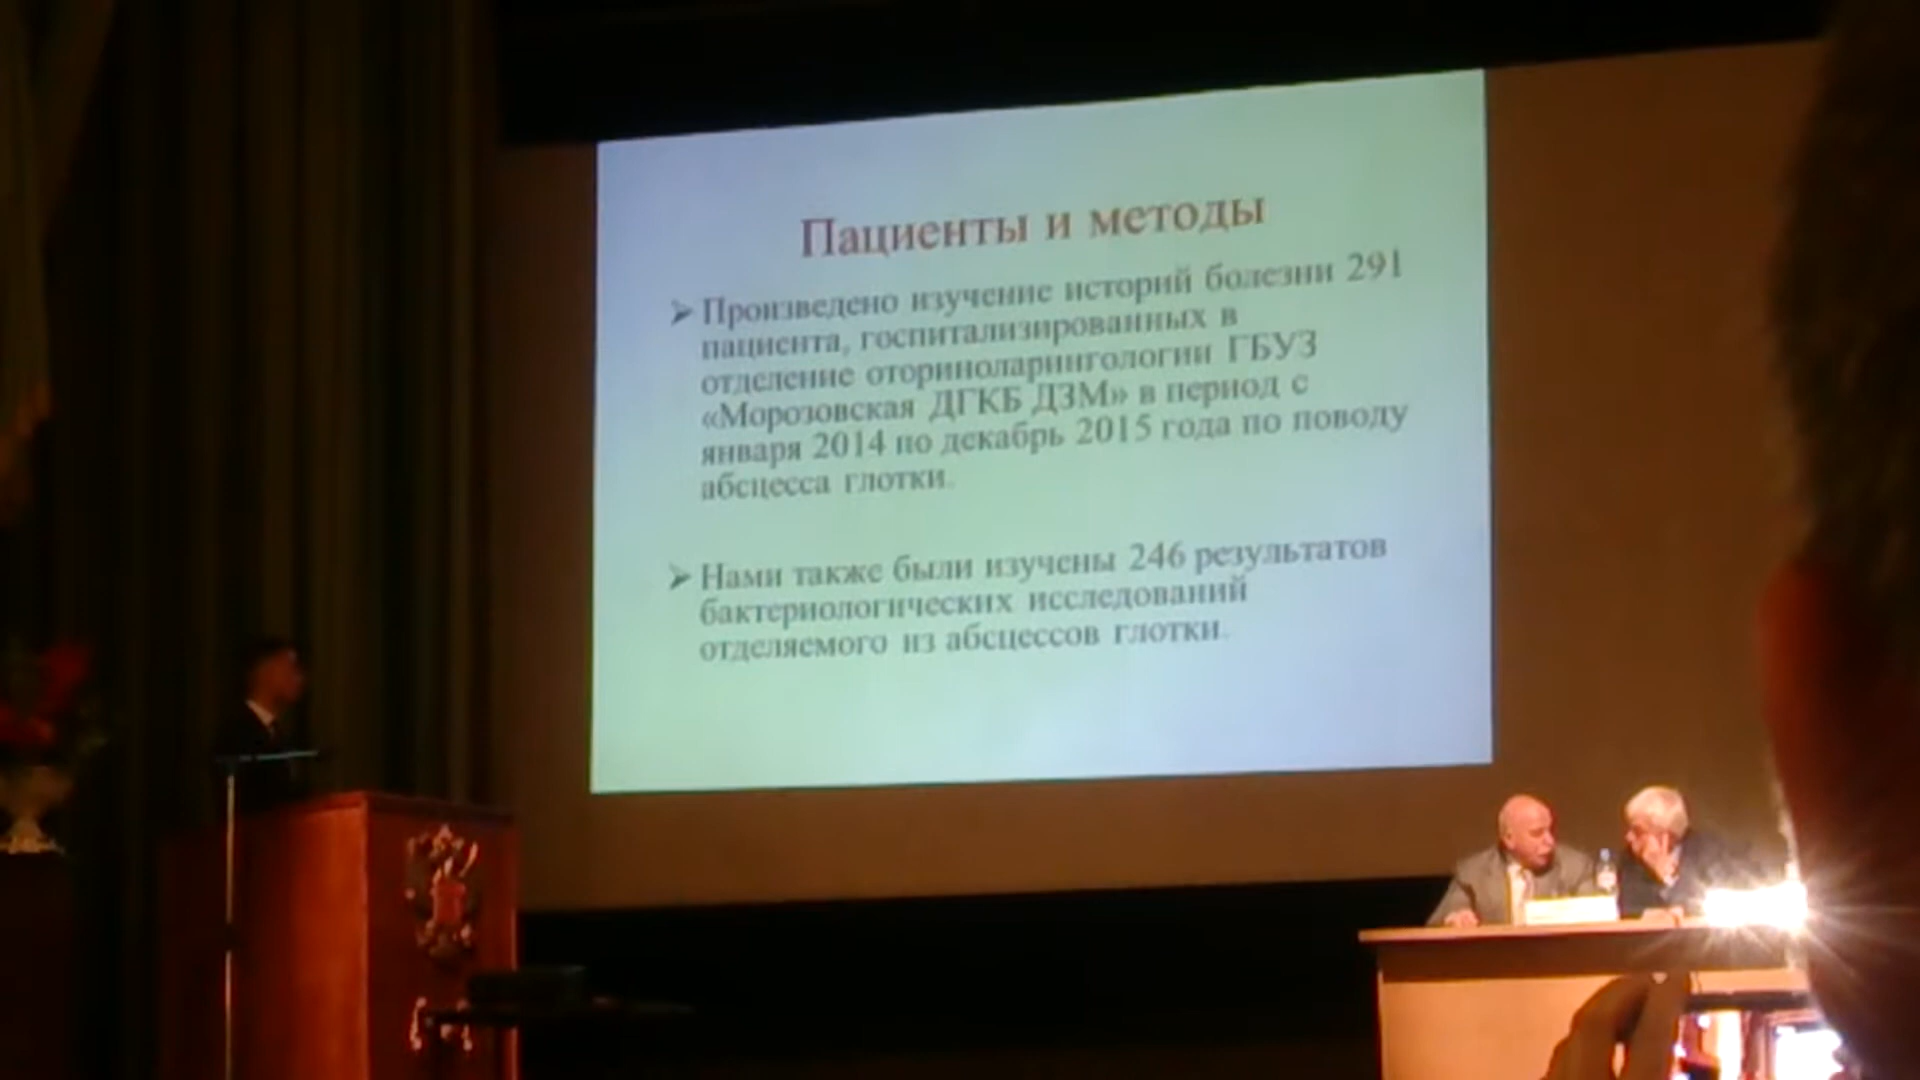 Пациенты и методы
Произведено изучение историй болезни 291
пациента, госпитализированных в
отделение оториноларингологии ГБУЗ
«Морозовская ДГКБ ДЗМ» в период с
января 2014 по декабрь 2015 года по поводу
абсцесса глотки.
Нами также были изучены 246 результатов
бактериологических исследований
отделяемого из абсцессов глотки.